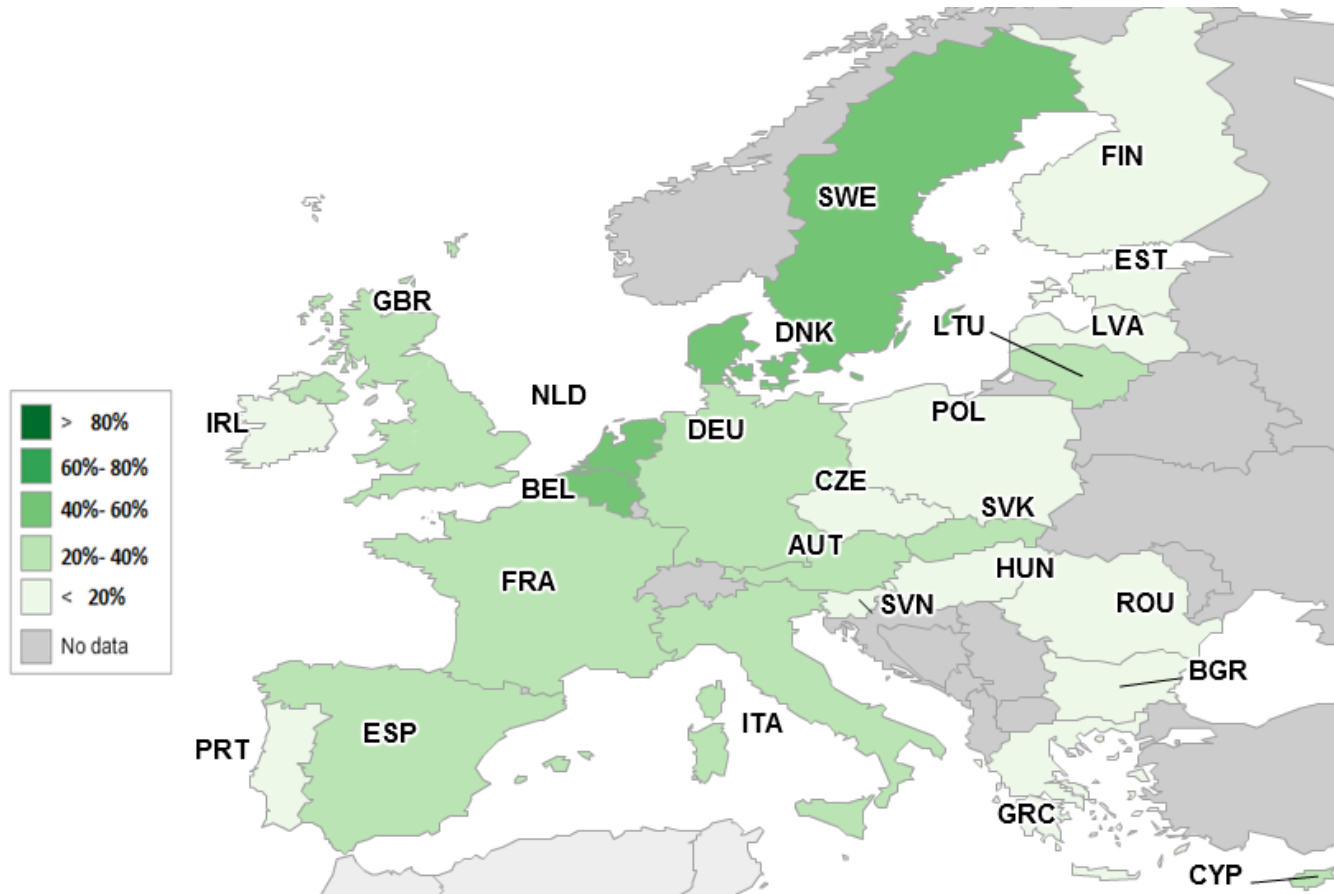 FIN
SWE
EST
GBR
DNK
LTU
LVA
NLD
IRL
POL
DEU
> 80%
60%- 80%
40%- 60%
20%- 40%
< 20%
No data
CZE
BEL
SVK
AUT
HUN
FRA
SVN
ROU
BGR
ITA
ESP
PRT
GRC
CYP